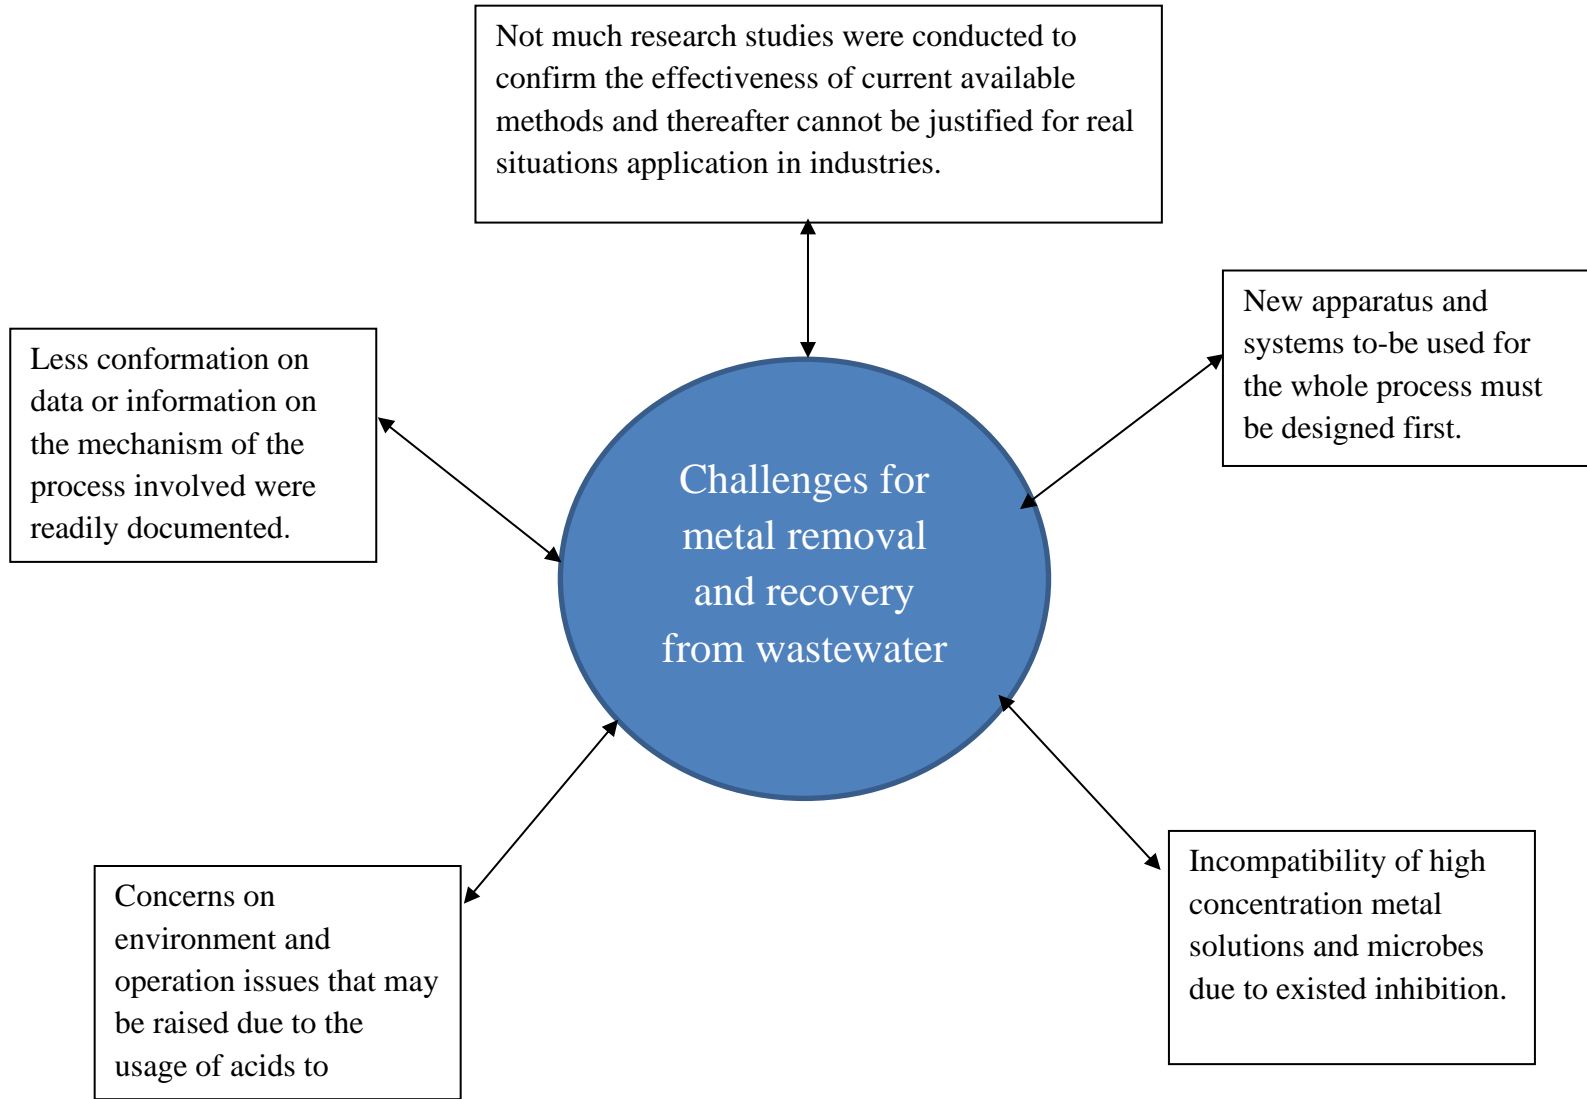 Not much research studies were conducted to
confirm the effectiveness of current available
methods and thereafter cannot be justified for real
situations application in industries.
New apparatus and
systems to-be used for
the whole process must
be designed first.
Less conformation on
data or information on
the mechanism of the
process involved were
readily documented.
Challenges for
metal removal
and recovery
from wastewater
Incompatibility of high
concentration metal
solutions and microbes
due to existed inhibition.
Concerns on
environment and
operation issues that may
be raised due to the
usage of acids to